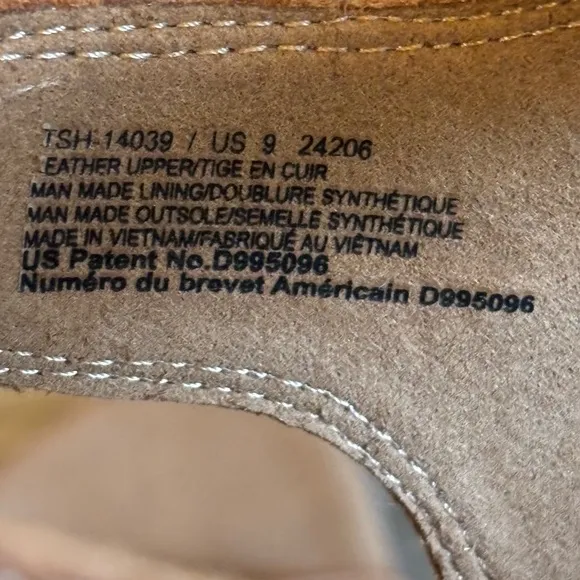 TSH-14039 / US 9 24206
LEATHER UPPER/TIGE EN CUIR
MAN MADE LINING/DOUBLURE SYNTHÉTIQUE
MAN MADE OUTSOLE/SEMELLE SYNTHÉTIQUE
MADE IN VIETNAM/FABRIQUÉ AU VIÊTNAM
US Patent No.D995096
Numéro du brevet Américain D995096